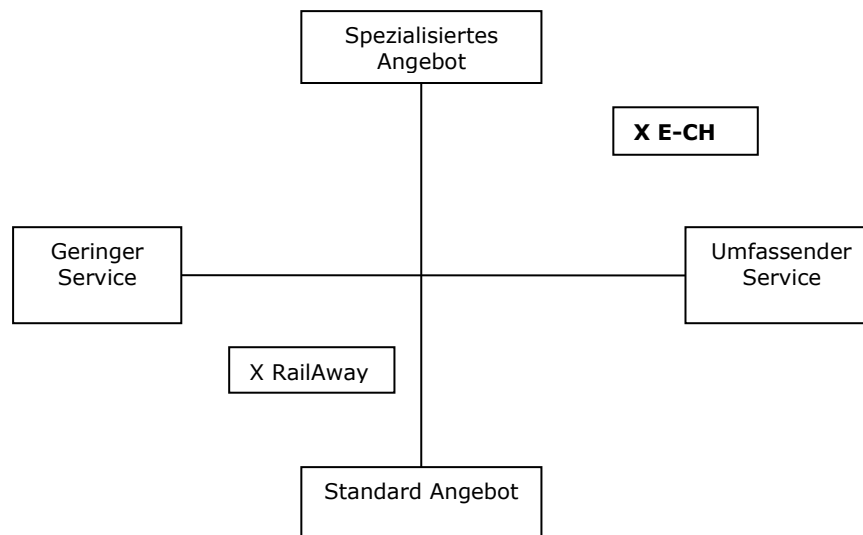 Spezialisiertes
Angebot
X E-CH
Geringer
Service
Umfassender
Service
X RailAway
Standard Angebot